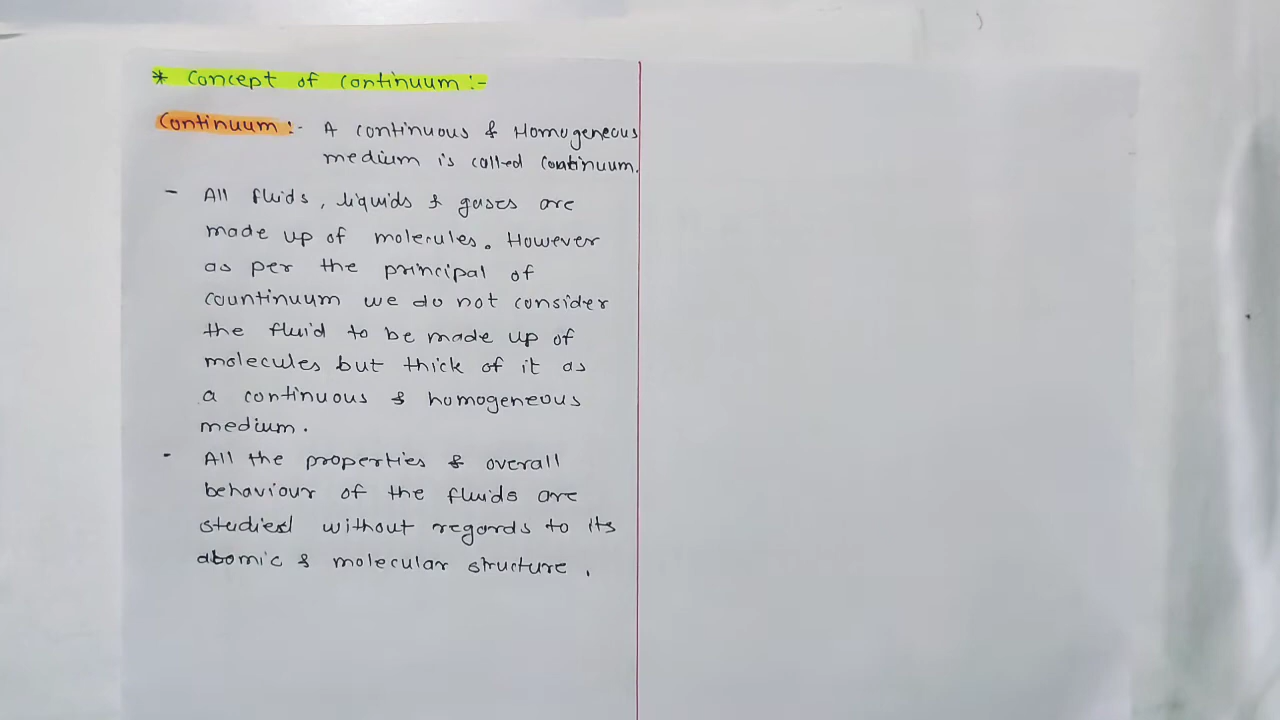 * Concept of Continuum :-
Continuum :- A continuous & Homogeneous
medium is called Continuum.
- All fluids, liquids & gases are
made up of molecules. However
as per the principal of
countinuum we do not consider
the fluid to be made up of
molecules but thick of it as
a continuous & homogeneous
medium.
- All the properties & overall
behaviour of the fluids are
studied without regards to its
atomic & molecular structure.